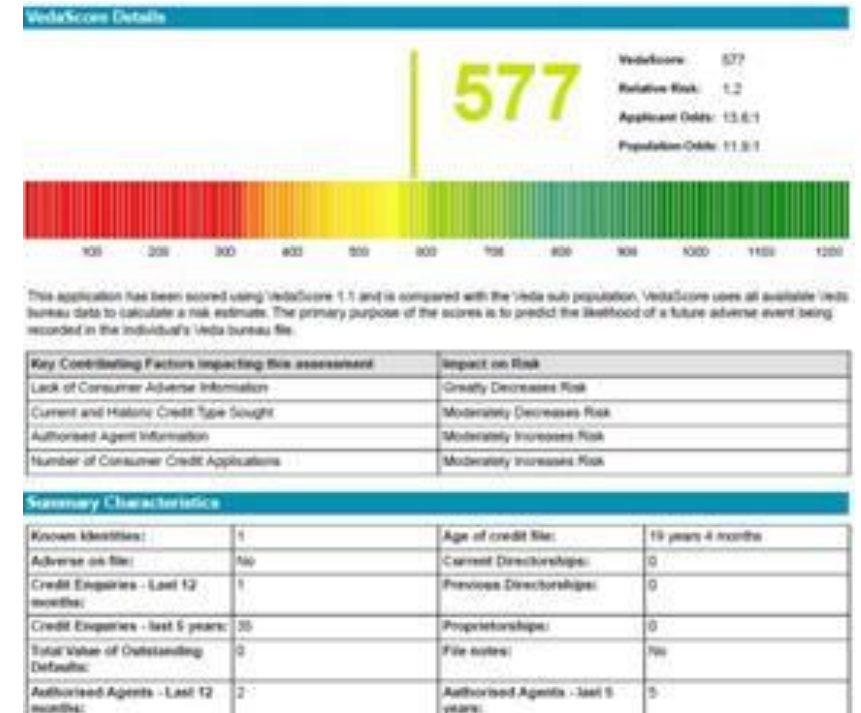 VedaScore Details
577
VedaScore: 577
Relative Risk: 1.2
Applicant Odds: 13.6:1
Population Odds: 11.9:1
100 200 300 400 500 600 700 800 900 1000 1100 1200
This application has been scored using VedaScore 1.1 and is compared with the Veda sub population. VedaScore uses all available Veda
bureau data to calculate a risk estimate. The primary purpose of the scores is to predict the likelihood of a future adverse event being
recorded in the individual's Veda bureau file.
Key Contributing Factors impacting this assessment Impact on Risk
Lack of Consumer Adverse Information Greatly Decreases Risk
Current and Historic Credit Type Sought Moderately Decreases Risk
Authorised Agent Information Moderately Increases Risk
Number of Consumer Credit Applications Moderately Increases Risk
Summary Characteristics
Known Identities: 1 Age of credit file: 19 years 4 months
Adverse on file: No Current Directorships: 0
Credit Enquiries - Last 12 1 Previous Directorships: 0
months:
Credit Enquiries - last 5 years: 35 Proprietorships: 0
Total Value of Outstanding 0 File notes: No
Defaults:
Authorised Agents - Last 12 2 Authorised Agents - last 5 5
months: years: